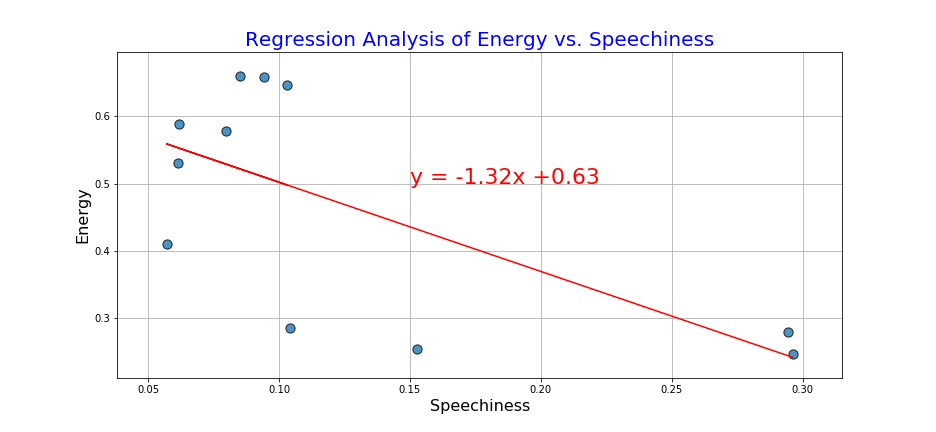 Regression Analysis of Energy vs. Speechiness
y = -1.32x +0.63
Energy
0.6
0.5
0.4
0.3
0.05 0.10 0.15 0.20 0.25 0.30
Speechiness